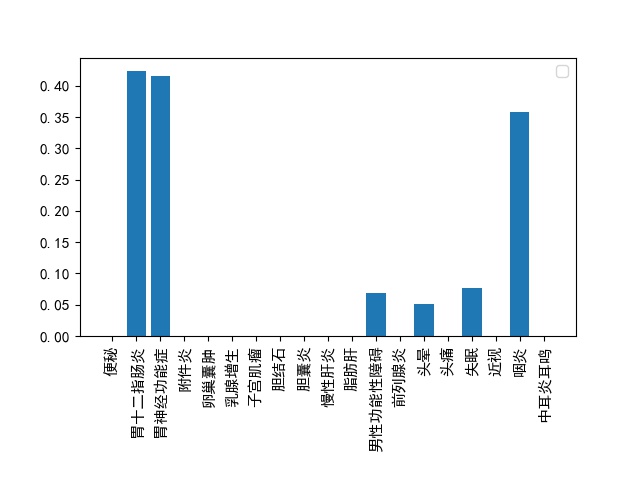 0.40
0.35
0.30
0.25
0.20
0.15
0.10
0.05
0.00
便秘
胃十二指肠炎
胃神经功能症
附件炎
卵巢囊肿
乳腺增生
子宫肌瘤
胆结石
胆囊炎
慢性肝炎
脂肪肝
男性功能性障碍
前列腺炎
头晕
头痛
失眠
近视
咽炎
中耳炎耳鸣